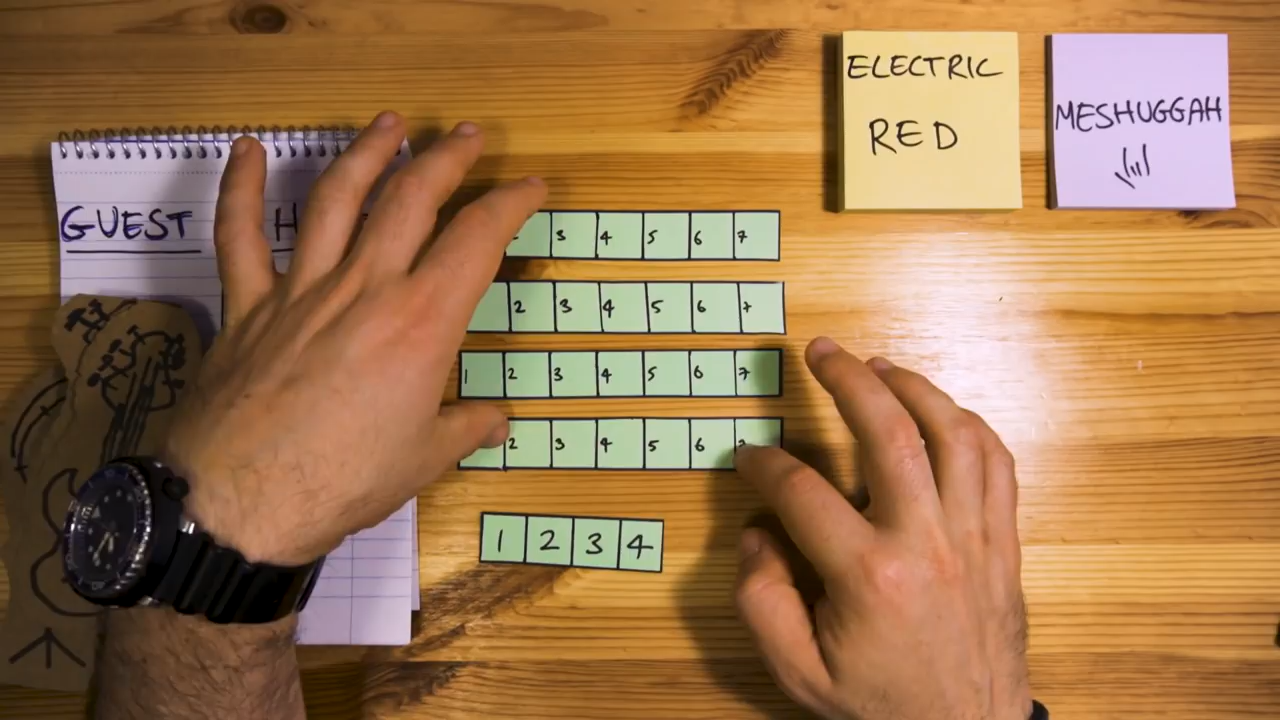 ELECTRIC
RED
MESHUGGAH
GUEST H
3 4 5 6 7
2 3 4 5 6 7
1 2 3 4 5 6 7
2 3 4 5 6
1 2 3 4